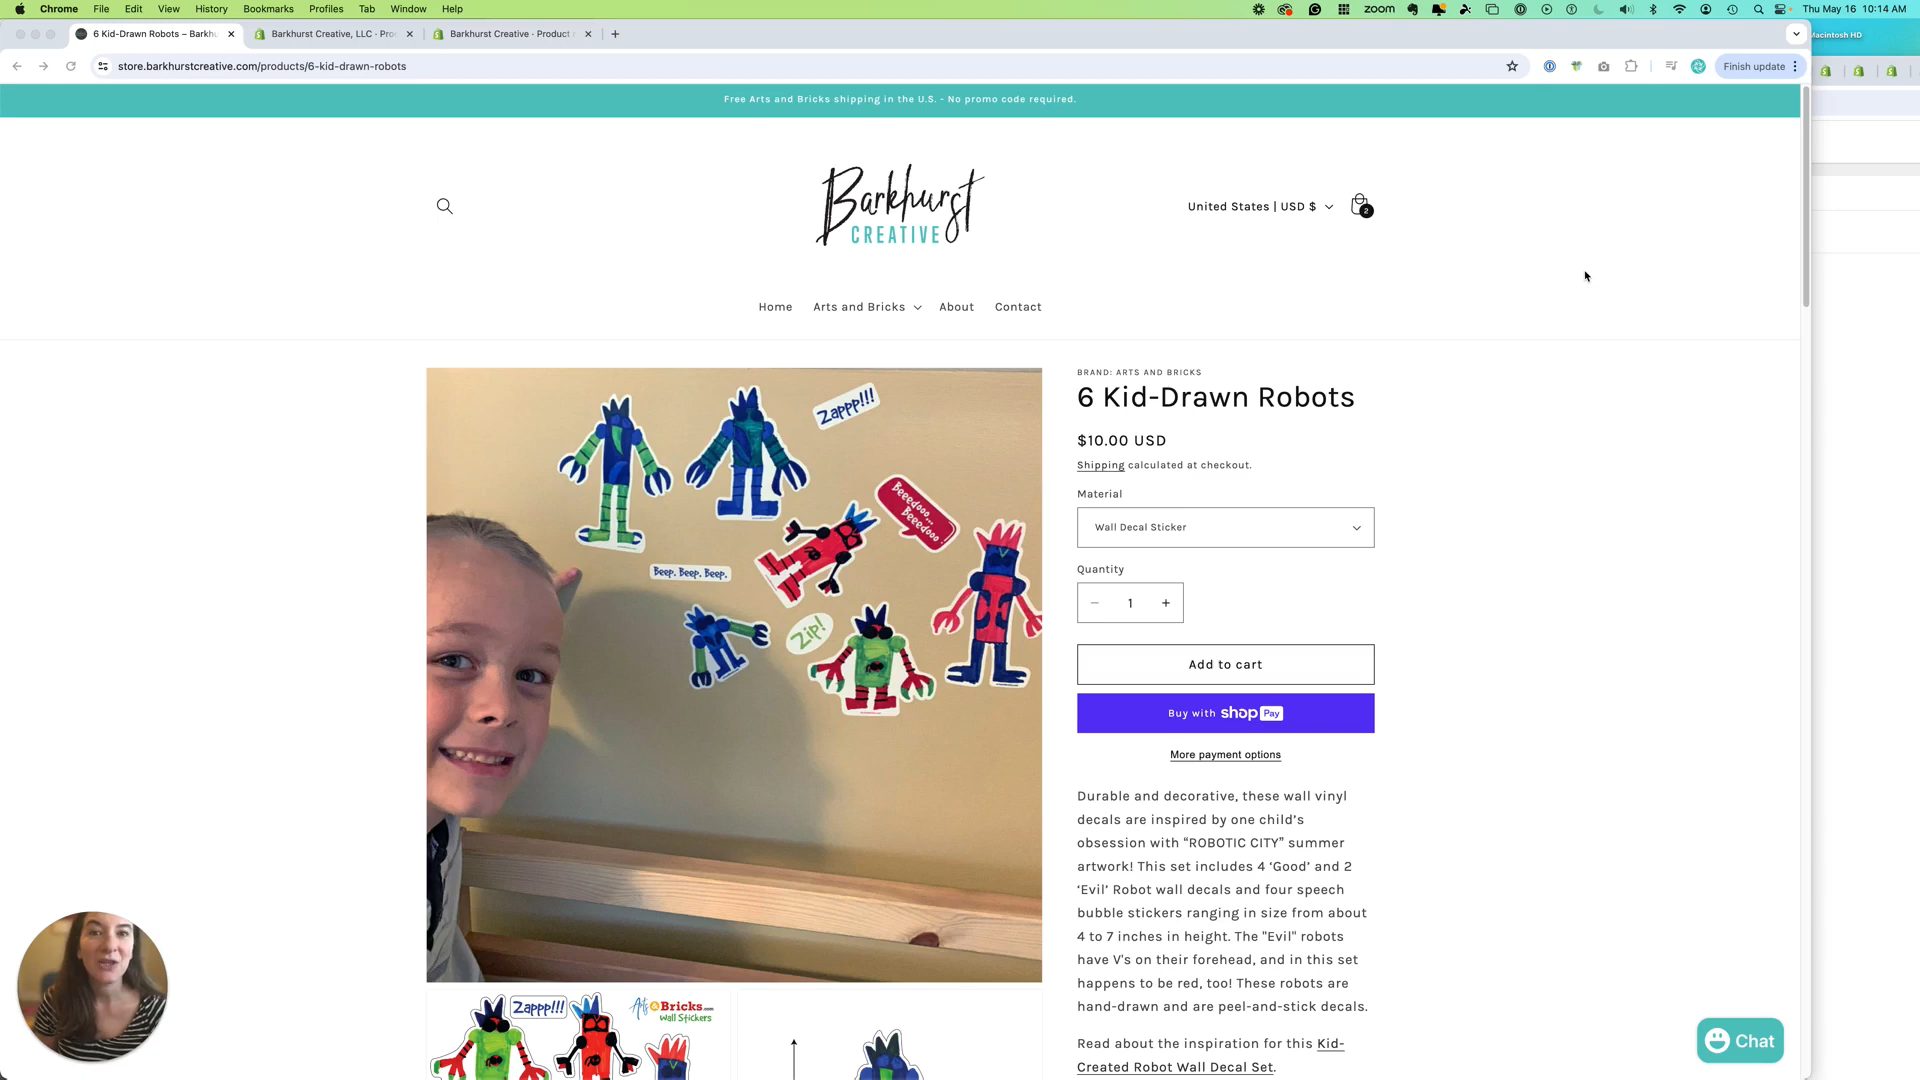 Chrome File Edit View History Bookmarks Profiles Tab Window Help
zoom
Thu May 16 10:14 AM
6 Kid-Drawn Robots – Barkhu
Barkhurst Creative, LLC · Pro
Barkhurst Creative · Product
Macintosh HD
store.barkhurstcreative.com/products/6-kid-drawn-robots
Finish update
Free Arts and Bricks shipping in the U.S. - No promo code required.
Barkhurst
CREATIVE
United States | USD $
2
Home
Arts and Bricks
About
Contact
BRAND: ARTS AND BRICKS
6 Kid-Drawn Robots
$10.00 USD
Shipping calculated at checkout.
Material
Wall Decal Sticker
Quantity
− 1 +
Add to cart
Buy with shop Pay
More payment options
Durable and decorative, these wall vinyl
decals are inspired by one child’s
obsession with “ROBOTIC CITY” summer
artwork! This set includes 4 ‘Good’ and 2
‘Evil’ Robot wall decals and four speech
bubble stickers ranging in size from about
4 to 7 inches in height. The "Evil" robots
have V's on their forehead, and in this set
happens to be red, too! These robots are
hand-drawn and are peel-and-stick decals.
Read about the inspiration for this Kid-
Created Robot Wall Decal Set.
Zappp!!!
Beeedooo...
Beeedooo...
Beep. Beep. Beep.
Zip!
Zappp!!!
Arts & Bricks.com
Wall Stickers
Chat